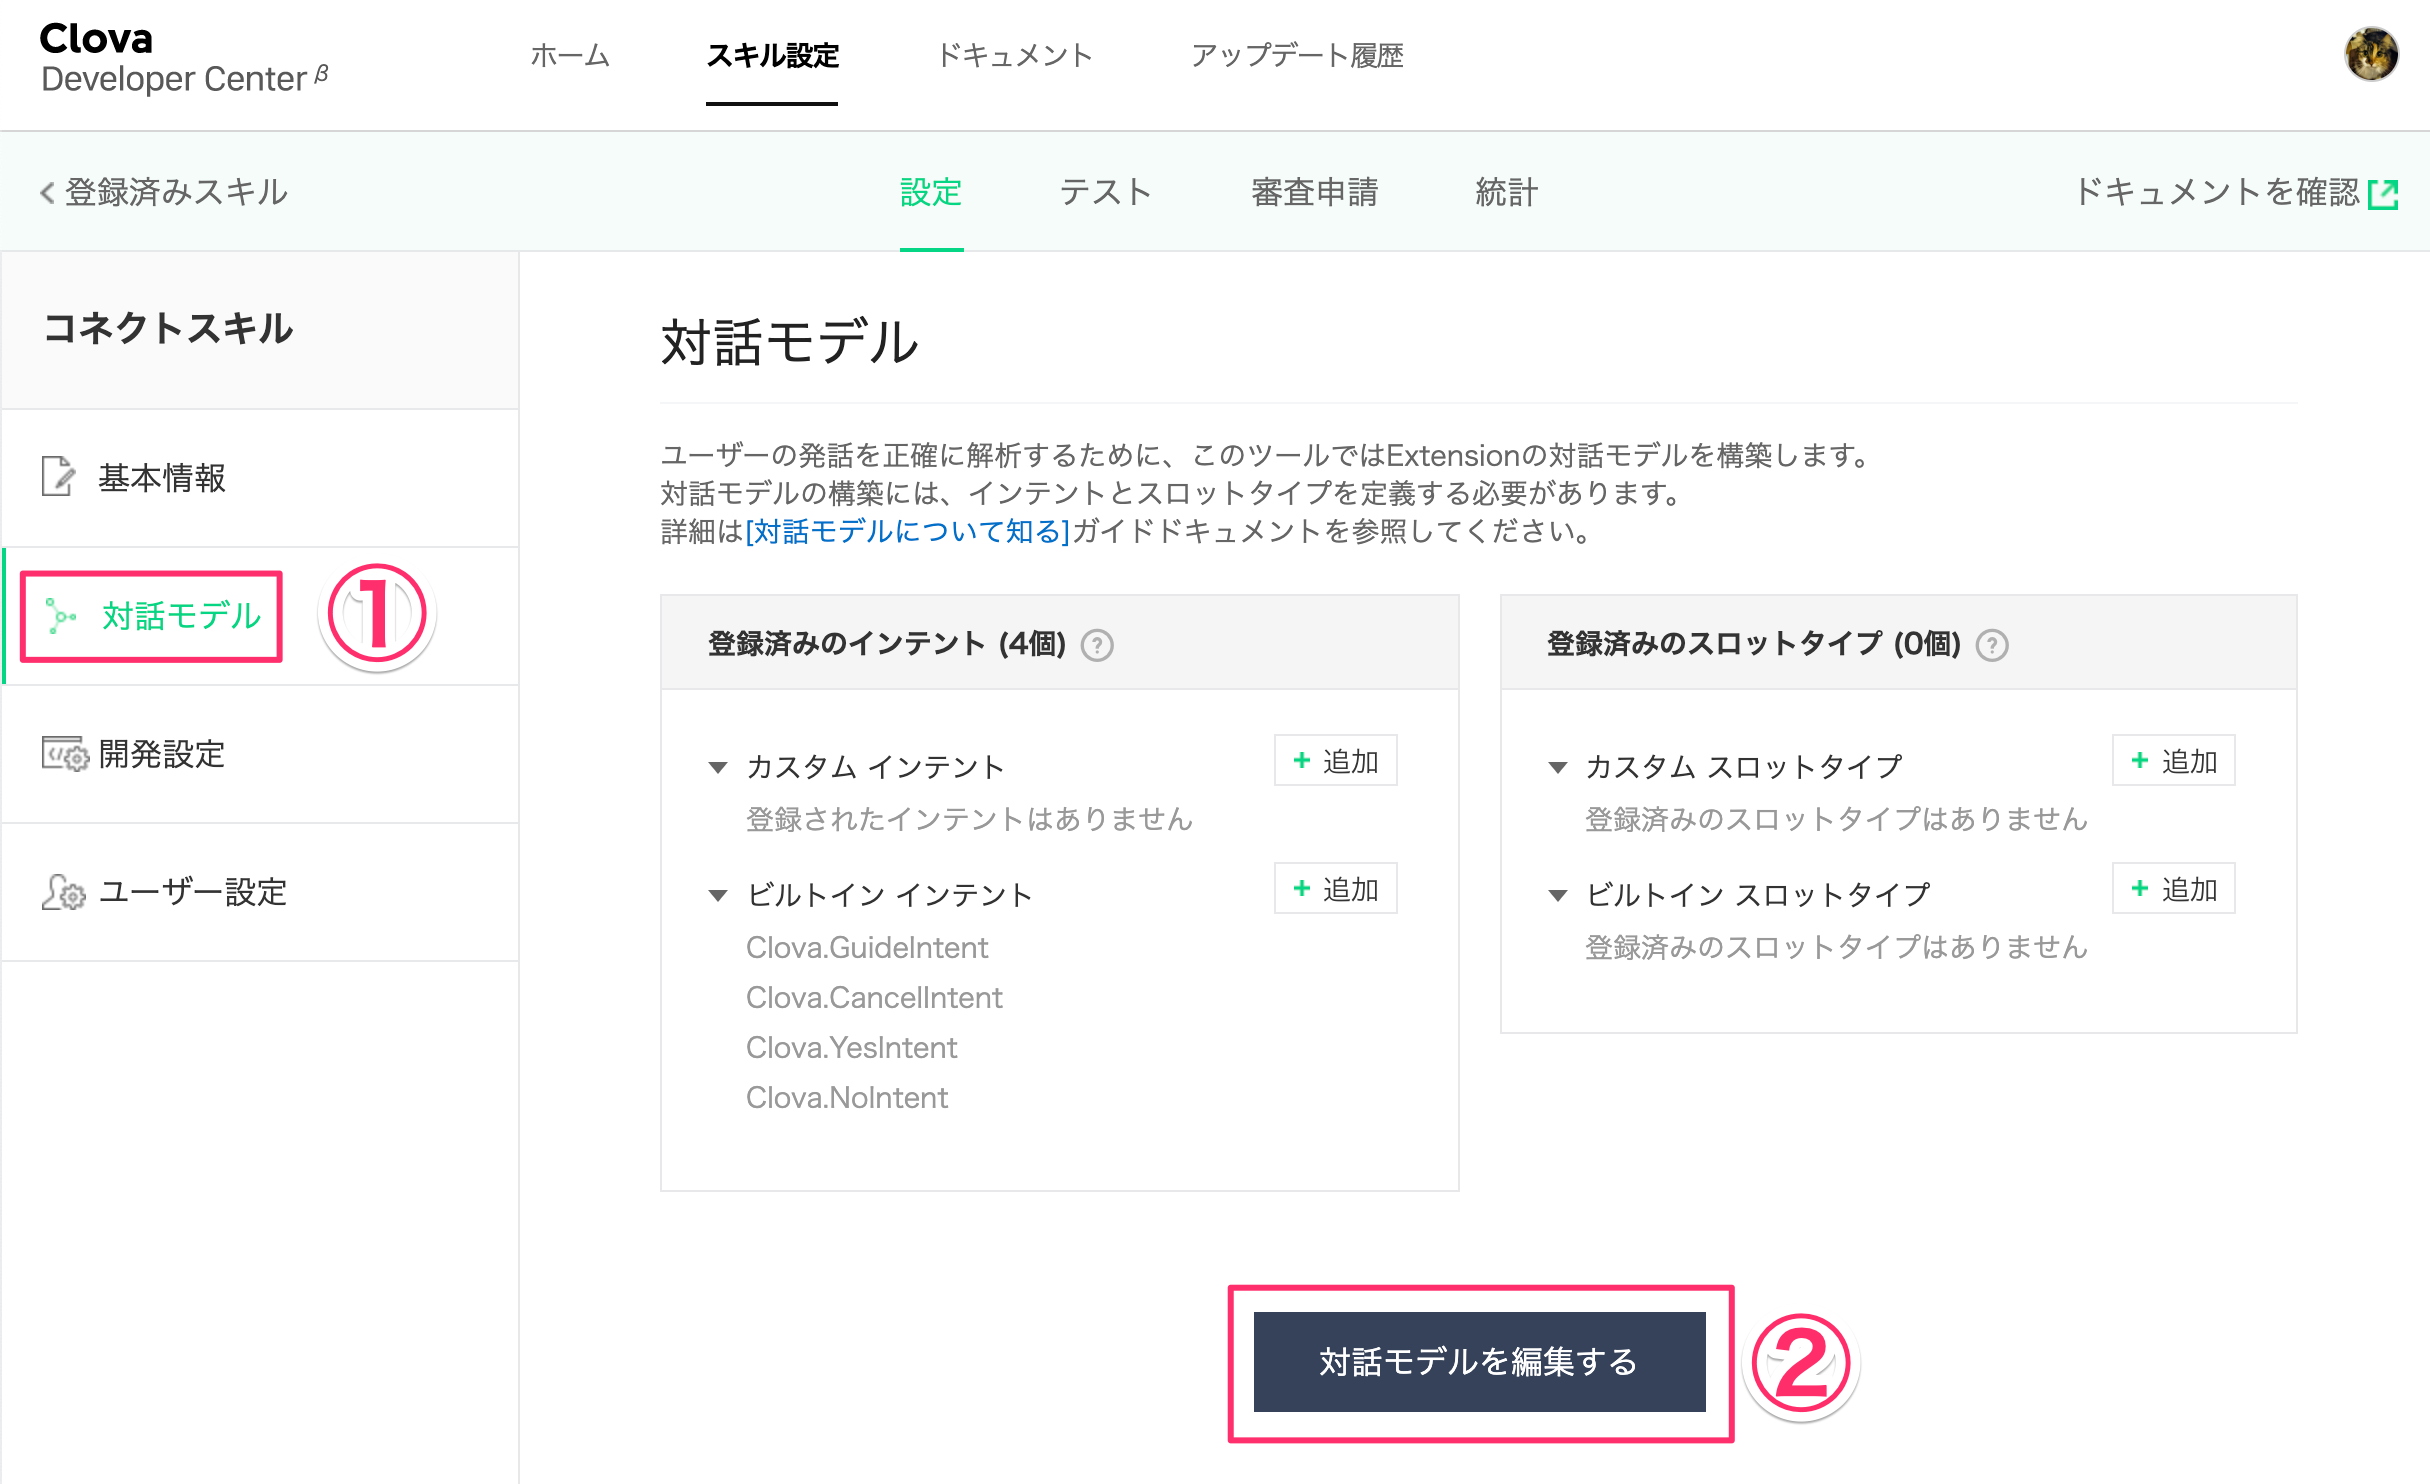 Clova
Developer Center β
ホーム
スキル設定
ドキュメント
アップデート履歴
登録済みスキル
設定
テスト
審査申請
統計
ドキュメントを確認
コネクトスキル
基本情報
対話モデル
①
開発設定
ユーザー設定
対話モデル
ユーザーの発話を正確に解析するために、このツールではExtensionの対話モデルを構築します。
対話モデルの構築には、インテントとスロットタイプを定義する必要があります。
詳細は[対話モデルについて知る]ガイドドキュメントを参照してください。
登録済みのインテント (4個) ?
カスタム インテント
+ 追加
登録されたインテントはありません
ビルトイン インテント
+ 追加
Clova.GuideIntent
Clova.CancelIntent
Clova.YesIntent
Clova.NoIntent
登録済みのスロットタイプ (0個) ?
カスタム スロットタイプ
+ 追加
登録済みのスロットタイプはありません
ビルトイン スロットタイプ
+ 追加
登録済みのスロットタイプはありません
対話モデルを編集する
②